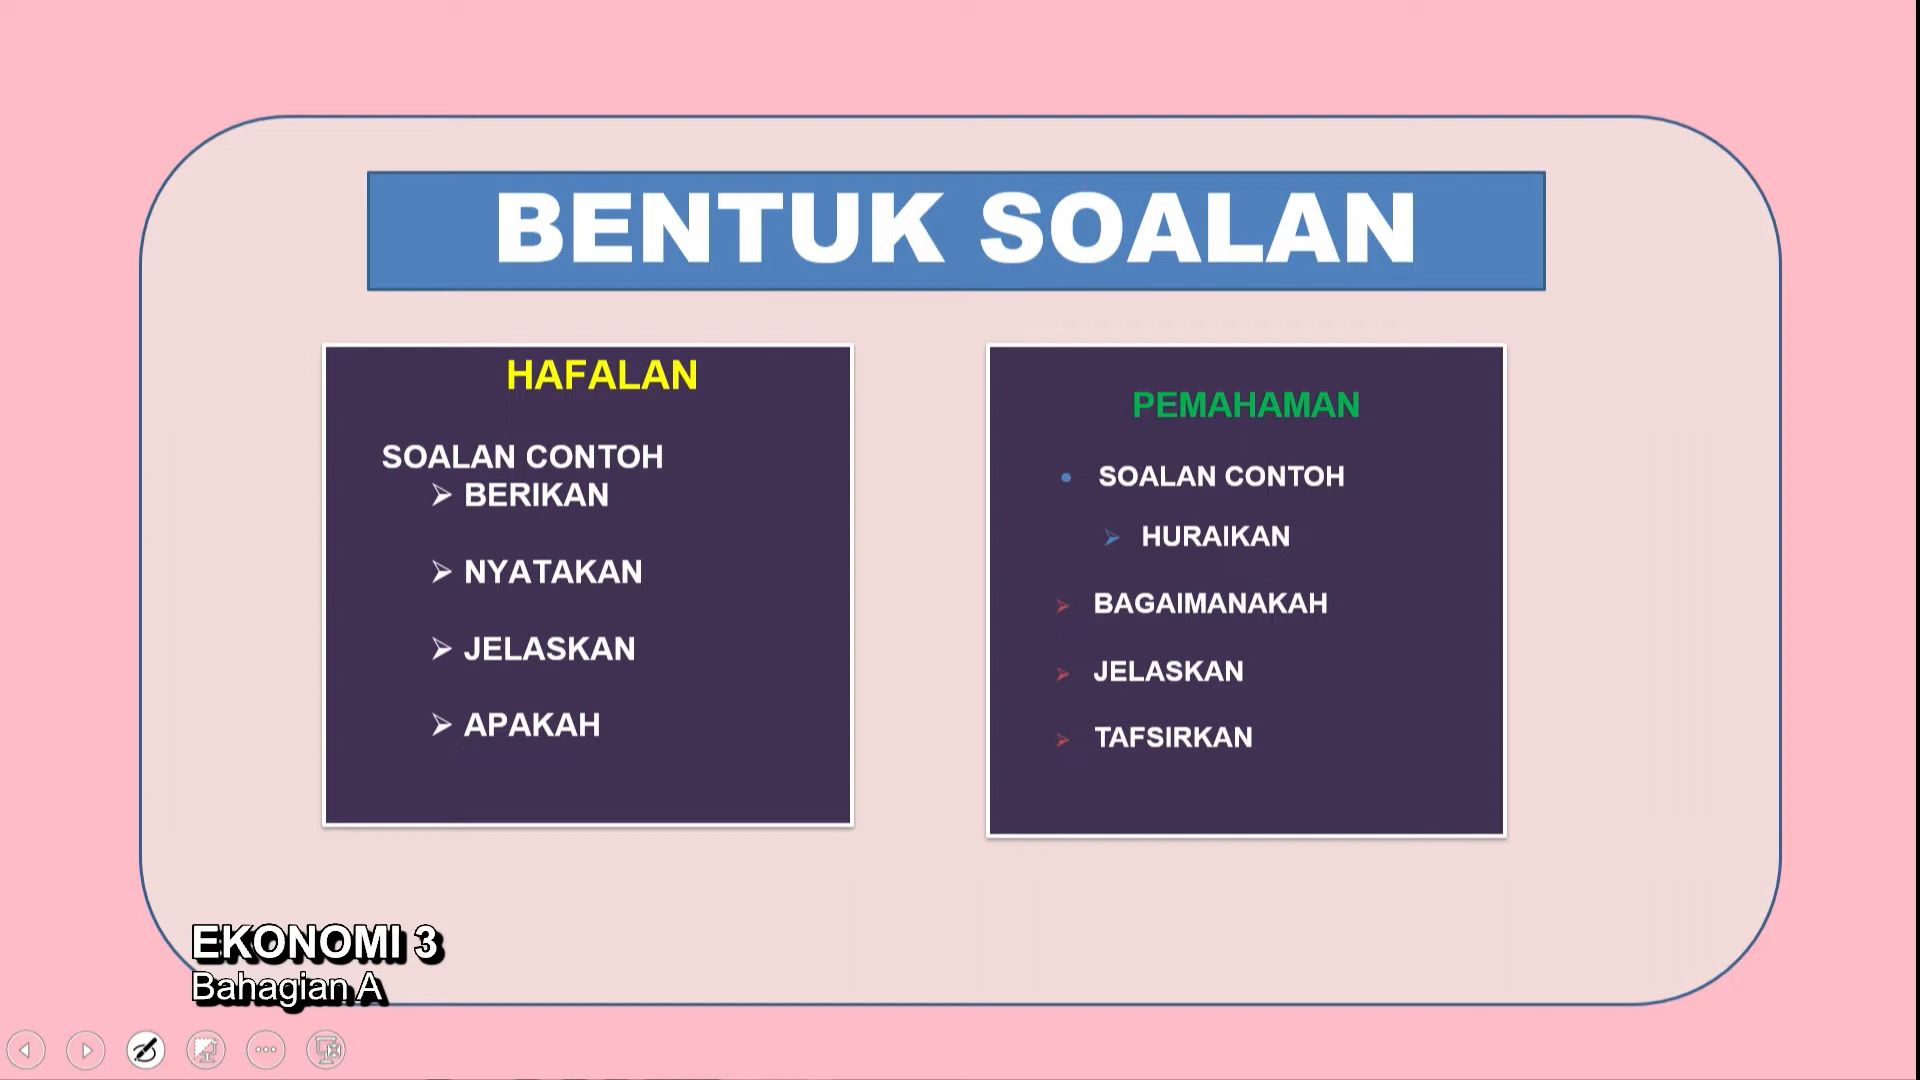 BENTUK SOALAN
HAFALAN
SOALAN CONTOH
BERIKAN
NYATAKAN
JELASKAN
APAKAH
PEMAHAMAN
SOALAN CONTOH
HURAIKAN
BAGAIMANAKAH
JELASKAN
TAFSIRKAN
EKONOMI 3
Bahagian A